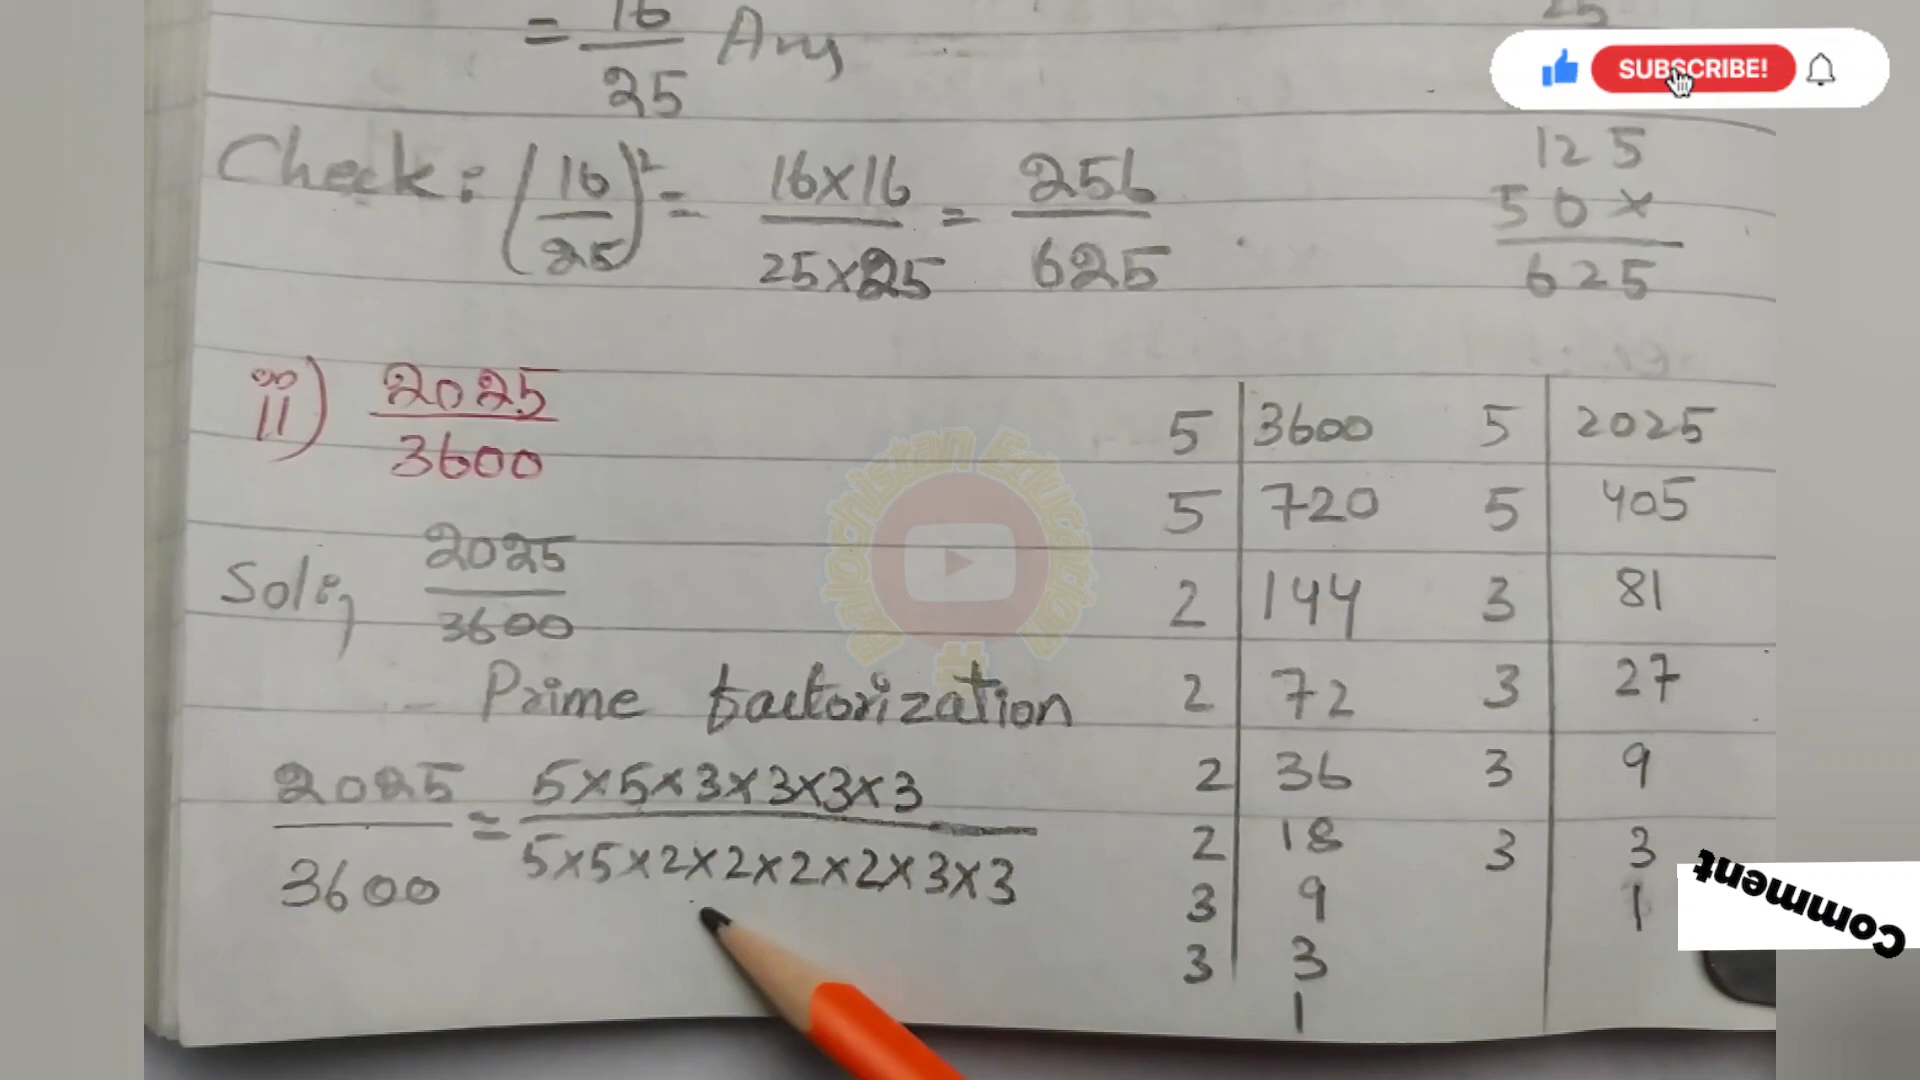 = 16/25 Ans
25
SUBSCRIBE!
Check: (16/25)² = 16×16/25×25 = 256/625
125
50×
625
ii) 2025/3600
Sol:, 2025/3600
Prime factorization
2025/3600 = 5×5×3×3×3×3/5×5×2×2×2×2×3×3
5 | 3600
5 | 720
2 | 144
2 | 72
2 | 36
2 | 18
3 | 9
3 | 3
1
5 | 2025
5 | 405
3 | 81
3 | 27
3 | 9
3 | 3
1
Balochistan Education
#
Comment